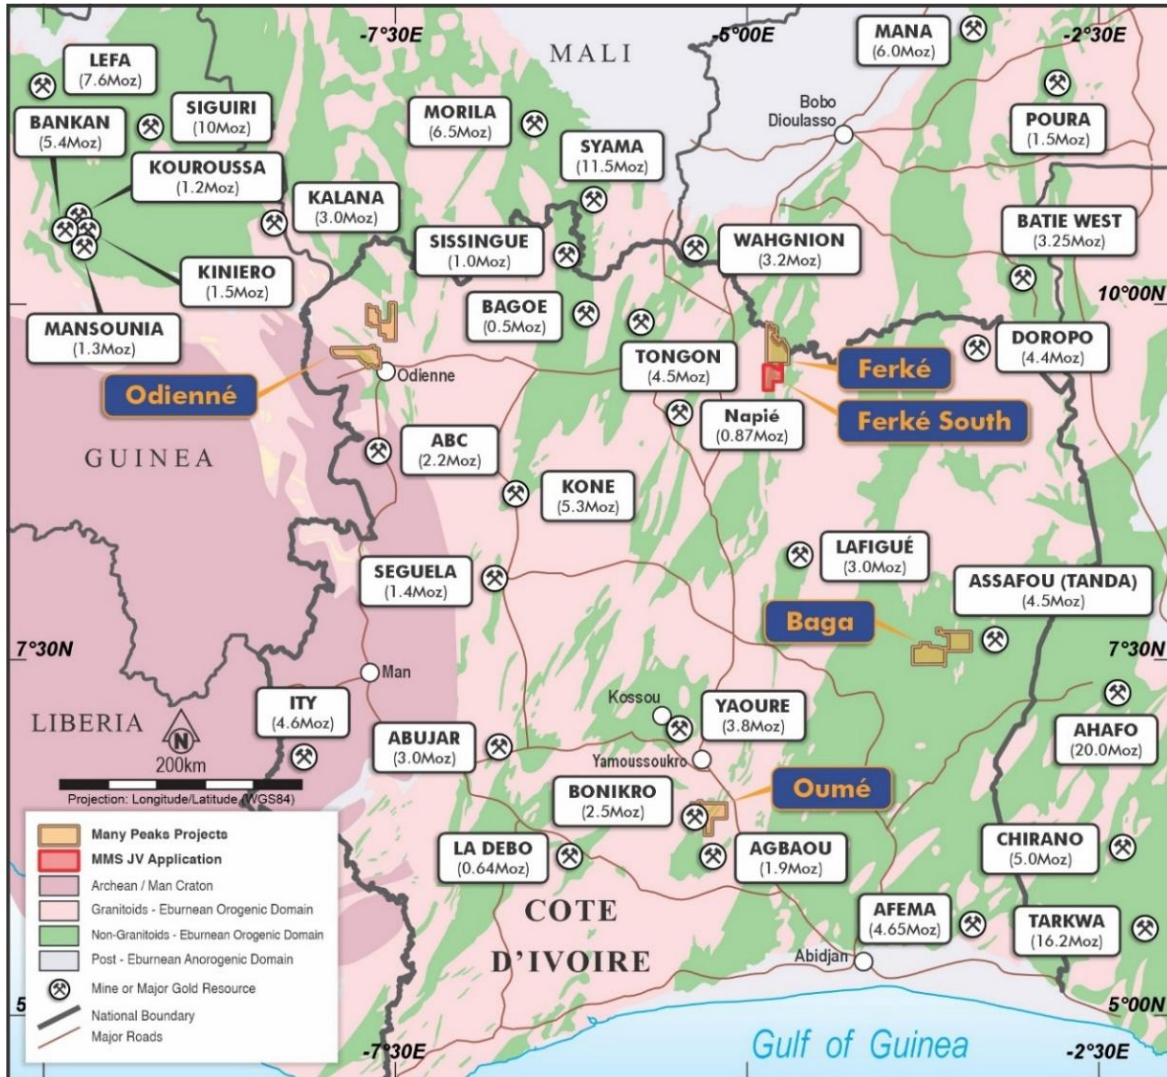 -7°30E
-5°00E
-2°30E
MALI
MANA
(6.0Moz)
LEFA
(7.6Moz)
SIGUIRI
(10Moz)
BANKAN
(5.4Moz)
MORILA
(6.5Moz)
Bobo
Dioulasso
POURA
(1.5Moz)
KOUROUSSA
(1.2Moz)
SYAMA
(11.5Moz)
KALANA
(3.0Moz)
SISSINGUE
(1.0Moz)
WAHGNION
(3.2Moz)
BATIE WEST
(3.25Moz)
KINIERO
(1.5Moz)
BAGOE
(0.5Moz)
10°00N
MANSOUNIA
(1.3Moz)
TONGON
(4.5Moz)
DOROPO
(4.4Moz)
Odienné
Odienne
Ferké
Ferké South
Napié
(0.87Moz)
GUINEA
ABC
(2.2Moz)
KONE
(5.3Moz)
LAFIGUÉ
(3.0Moz)
SEGUELA
(1.4Moz)
ASSAFOU (TANDA)
(4.5Moz)
Baga
7°30N
7°30N
Man
ITY
(4.6Moz)
Kossou
YAOURE
(3.8Moz)
AHAFO
(20.0Moz)
LIBERIA
N
200km
Projection: Longitude/Latitude (WGS84)
ABUJAR
(3.0Moz)
Yamoussoukro
BONIKRO
(2.5Moz)
Oumé
LA DEBO
(0.64Moz)
AGBAOU
(1.9Moz)
CHIRANO
(5.0Moz)
COTE
D'IVOIRE
AFEMA
(4.65Moz)
TARKWA
(16.2Moz)
Abidjan
Many Peaks Projects
MMS JV Application
Archean / Man Craton
Granitoids - Eburnean Orogenic Domain
Non-Granitoids - Eburnean Orogenic Domain
Post - Eburnean Anorogenic Domain
Mine or Major Gold Resource
National Boundary
Major Roads
5
5°00N
Gulf of Guinea
-7°30E
-2°30E